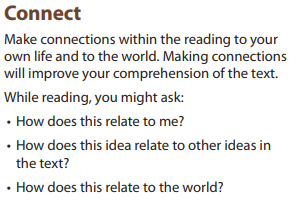 Connect
Make connections within the reading to your
own life and to the world. Making connections
will improve your comprehension of the text.
While reading, you might ask:
• How does this relate to me?
• How does this idea relate to other ideas in
the text?
• How does this relate to the world?